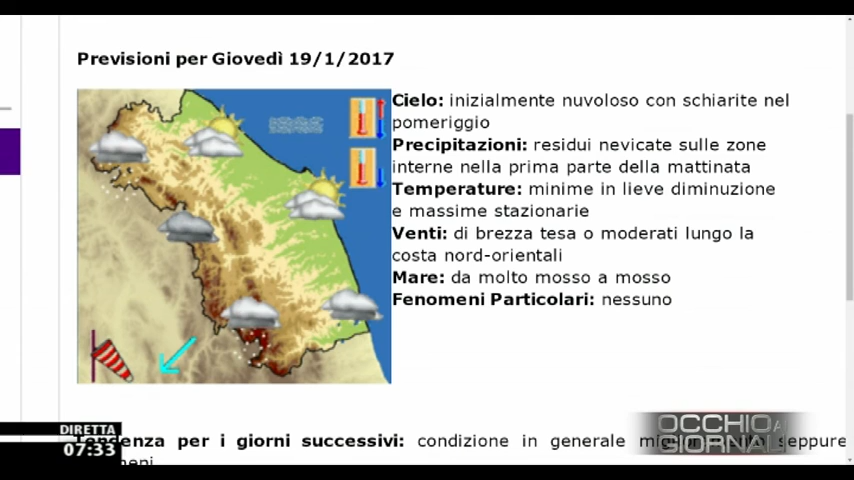 Previsioni per Giovedì 19/1/2017
Cielo: inizialmente nuvoloso con schiarite nel
pomeriggio
Precipitazioni: residui nevicate sulle zone
interne nella prima parte della mattinata
Temperature: minime in lieve diminuzione
e massime stazionarie
Venti: di brezza tesa o moderati lungo la
costa nord-orientali
Mare: da molto mosso a mosso
Fenomeni Particolari: nessuno
Tendenza per i giorni successivi: condizione in generale seppure
DIRETTA
07:33
OCCHIO AI
GIORNALI